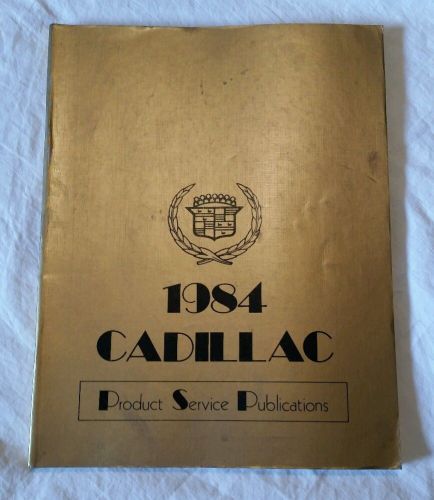 1984
CADILLAC
Product Service Publications